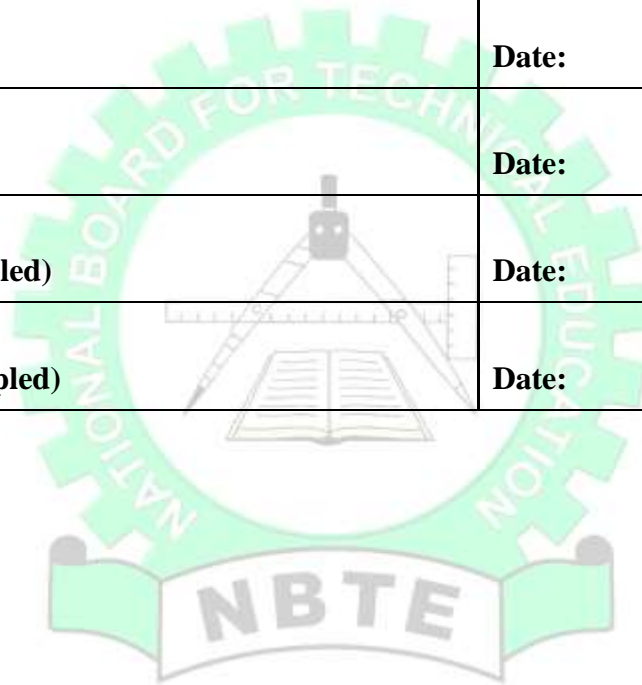 Date:
Date:
led) Date:
pled) Date:
NATIONAL BOARD FOR TECHNICAL EDUCATION
NBTE